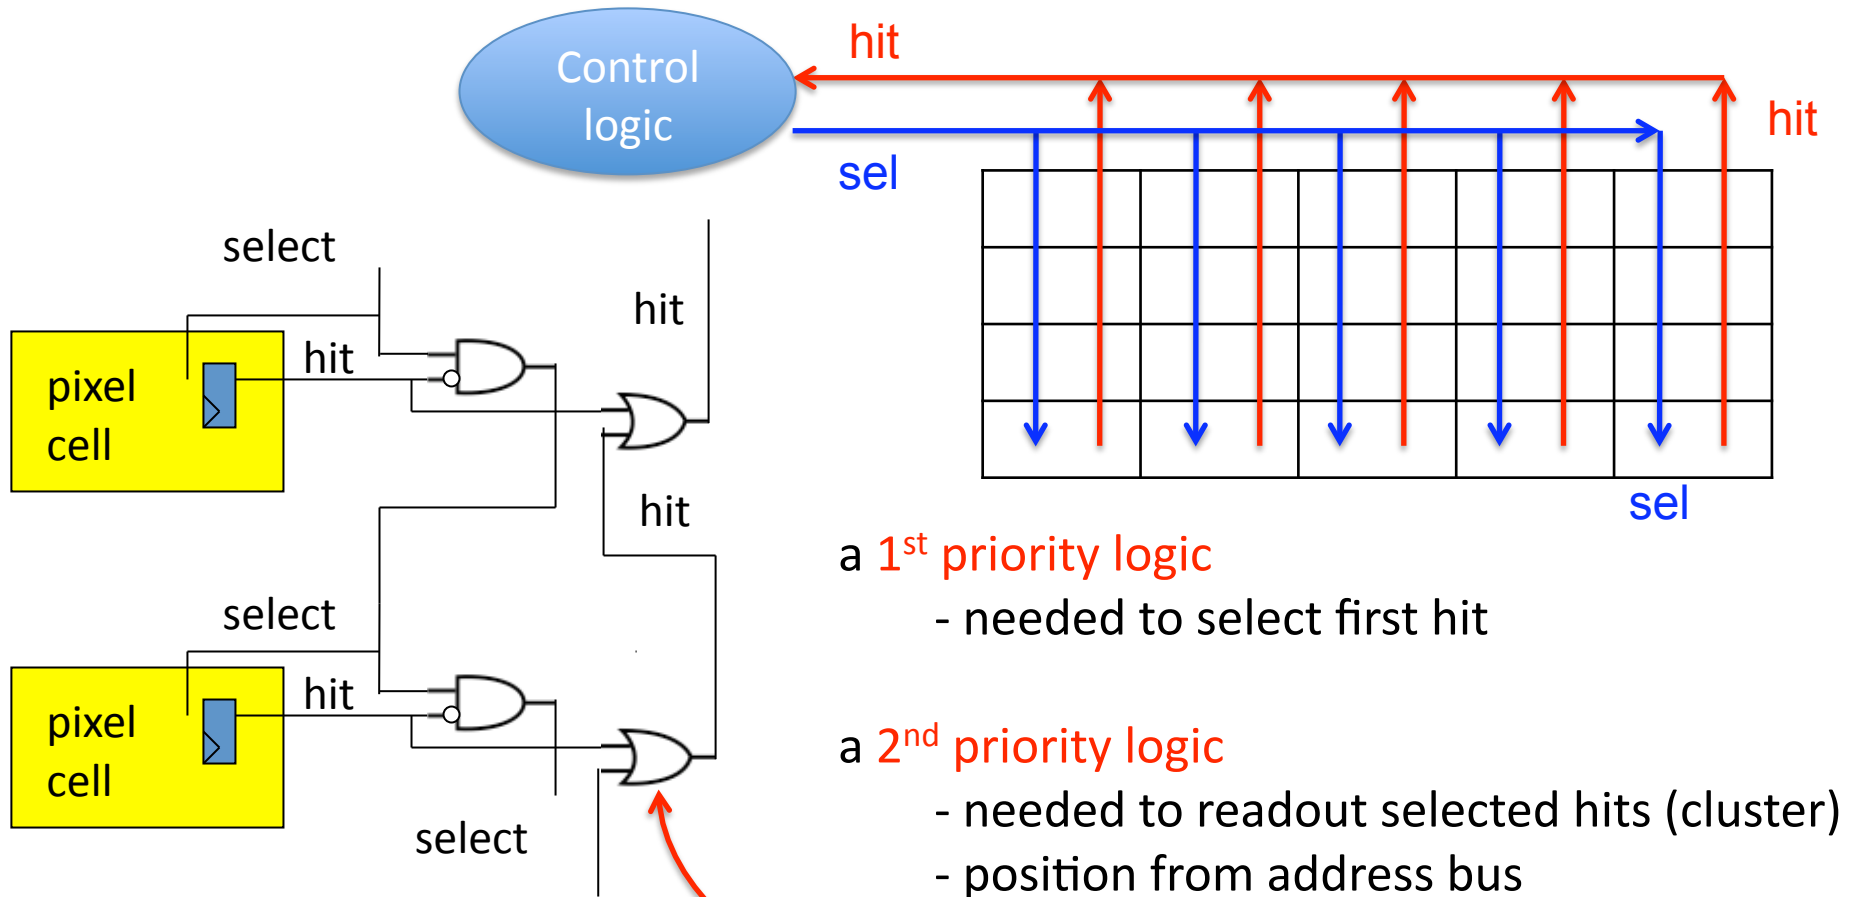 Control
logic
hit
hit
sel
sel
select
hit
hit
pixel
cell
hit
select
hit
pixel
cell
select
a 1st priority logic
- needed to select first hit
a 2nd priority logic
- needed to readout selected hits (cluster)
- position from address bus